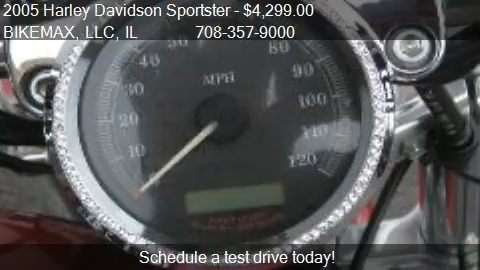 2005 Harley Davidson Sportster - $4,299.00
BIKEMAX, LLC, IL 708-357-9000
50
40 80
MPH
30
20 100
10 110
120
Schedule a test drive today!